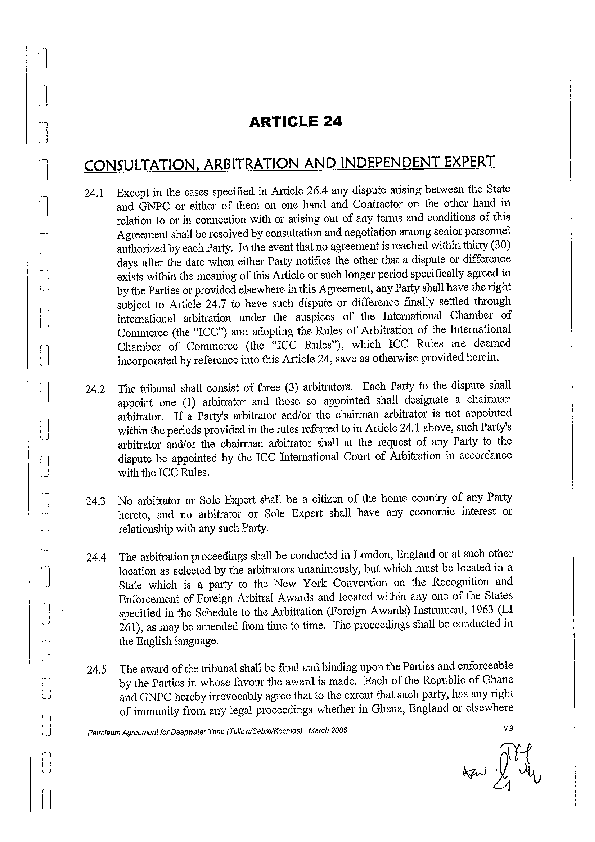 ARTICLE 24
CONSULTATION, ARBITRATION AND INDEPENDENT EXPERT
24.1 Except in the cases specified in Article 26.4 any dispute arising between the State
and GNPC or either of them on one hand and Contractor on the other hand in
relation to or in connection with or arising out of any terms and conditions of this
Agreement shall be resolved by consultation and negotiation among senior personnel
authorized by each Party. In the event that no agreement is reached within thirty (30)
days after the date when either Party notifies the other that a dispute or difference
exists within the meaning of this Article or such longer period specifically agreed to
by the Parties or provided elsewhere in this Agreement, any Party shall have the right
subject to Article 24.7 to have such dispute or difference finally settled through
international arbitration under the auspices of the International Chamber of
Commerce (the "ICC") and adopting the Rules of Arbitration of the International
Chamber of Commerce (the "ICC Rules"), which ICC Rules are deemed
incorporated by reference into this Article 24, save as otherwise provided herein.
24.2 The tribunal shall consist of three (3) arbitrators. Each Party to the dispute shall
appoint one (1) arbitrator and those so appointed shall designate a chairman
arbitrator. If a Party's arbitrator and/or the chairman arbitrator is not appointed
within the periods provided in the rules referred to in Article 24.1 above, such Party's
arbitrator and/or the chairman arbitrator shall at the request of any Party to the
dispute be appointed by the ICC International Court of Arbitration in accordance
with the ICC Rules.
24.3 No arbitrator or Sole Expert shall be a citizen of the home country of any Party
hereto, and no arbitrator or Sole Expert shall have any economic interest or
relationship with any such Party.
24.4 The arbitration proceedings shall be conducted in London, England or at such other
location as selected by the arbitrators unanimously, but which must be located in a
State which is a party to the New York Convention on the Recognition and
Enforcement of Foreign Arbitral Awards and located within any one of the States
specified in the Schedule to the Arbitration (Foreign Awards) Instrument, 1963 (LI
261), as may be amended from time to time. The proceedings shall be conducted in
the English language.
24.5 The award of the tribunal shall be final and binding upon the Parties and enforceable
by the Parties in whose favour the award is made. Each of the Republic of Ghana
and GNPC hereby irrevocably agree that to the extent that such party, has any right
of immunity from any legal proceedings whether in Ghana, England or elsewhere
Petroleum Agreement for Deepwater Tano (Tullow/Sabre/Kosmos) March 2006